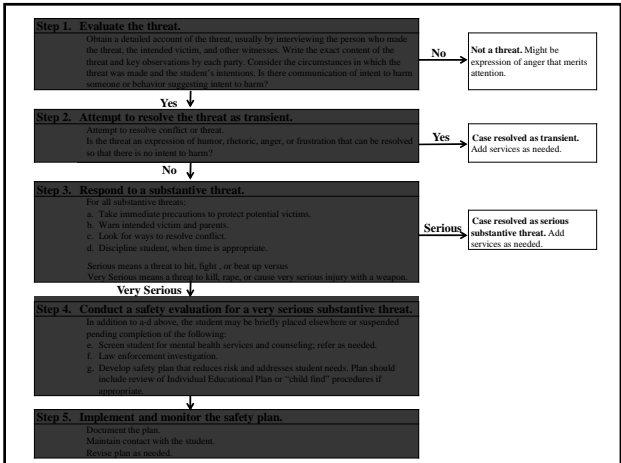 Step 1. Evaluate the threat.
Obtain a detailed account of the threat, usually by interviewing the person who made
the threat, the intended victim, and other witnesses. Write the exact content of the
threat and key observations by each party. Consider the circumstances in which the
threat was made and the student's intentions. Is there communication of intent to harm
someone or behavior suggesting intent to harm?
No
Not a threat. Might be
expression of anger that merits
attention.
Yes
Step 2. Attempt to resolve the threat as transient.
Attempt to resolve conflict or threat.
Is the threat an expression of humor, rhetoric, anger, or frustration that can be resolved
so that there is no intent to harm?
Yes
Case resolved as transient.
Add services as needed.
No
Step 3. Respond to a substantive threat.
For all substantive threats:
a. Take immediate precautions to protect potential victims.
b. Warn intended victim and parents.
c. Look for ways to resolve conflict.
d. Discipline student, when time is appropriate.
Serious means a threat to hit, fight , or beat up versus
Very Serious means a threat to kill, rape, or cause very serious injury with a weapon.
Serious
Case resolved as serious
substantive threat. Add
services as needed.
Very Serious
Step 4. Conduct a safety evaluation for a very serious substantive threat.
In addition to a-d above, the student may be briefly placed elsewhere or suspended
pending completion of the following:
e. Screen student for mental health services and counseling; refer as needed.
f. Law enforcement investigation.
g. Develop safety plan that reduces risk and addresses student needs. Plan should
include review of Individual Educational Plan or "child find" procedures if
appropriate.
Step 5. Implement and monitor the safety plan.
Document the plan.
Maintain contact with the student.
Revise plan as needed.